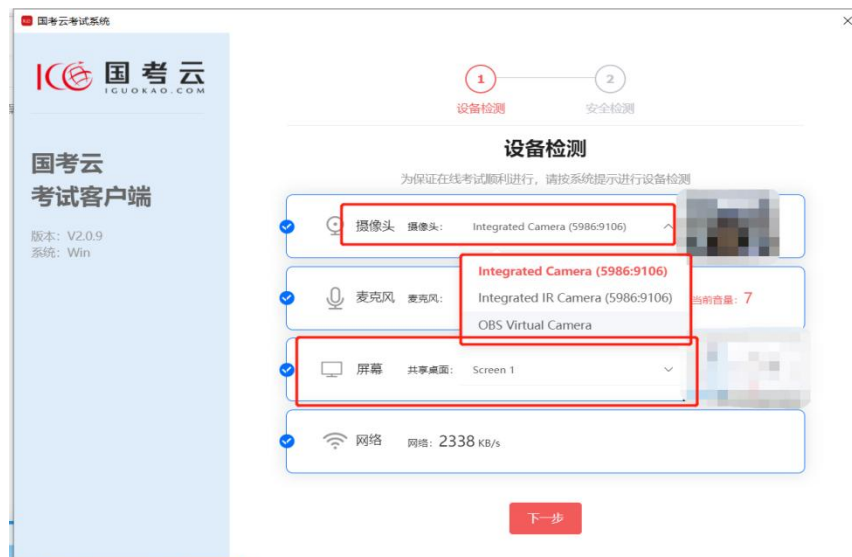 国考云考试系统
国考云
IGUOKAO.COM
国考云
考试客户端
版本：V2.0.9
系统：Win
1
2
设备检测
安全检测
设备检测
为保证在线考试顺利进行，请按系统提示进行设备检测
摄像头 摄像头： Integrated Camera (5986:9106)
Integrated Camera (5986:9106)
Integrated IR Camera (5986:9106)
OBS Virtual Camera
麦克风 麦克风： 当前音量：7
屏幕 共享桌面： Screen 1
网络 网络：2338 KB/s
下一步